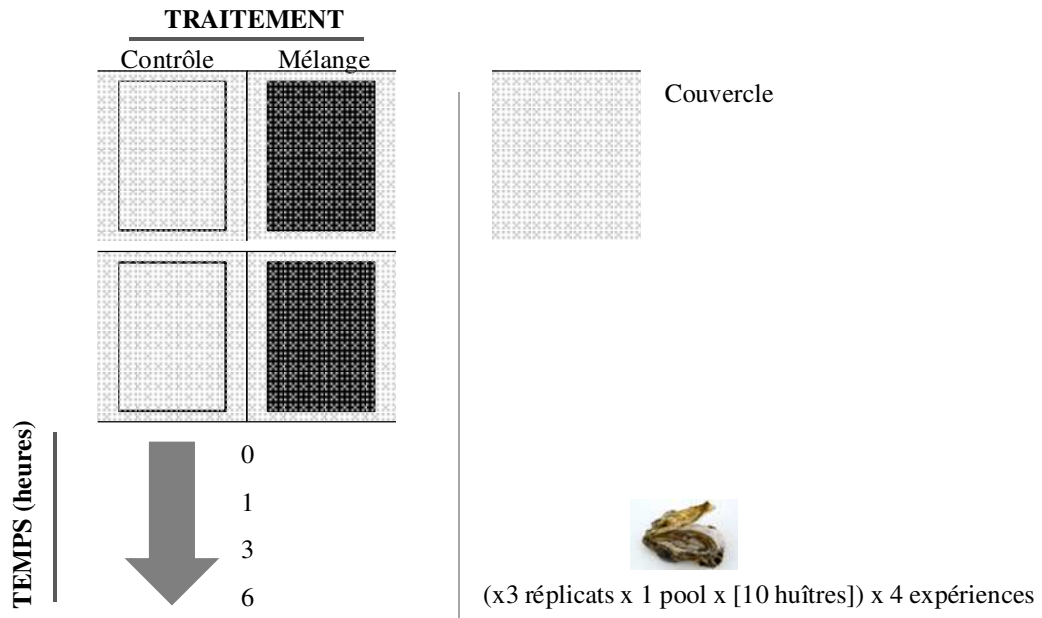 TRAITEMENT
Contrôle Mélange
Couvercle
TEMPS (heures)
0
1
3
6
(x3 réplicats x 1 pool x [10 huîtres]) x 4 expériences